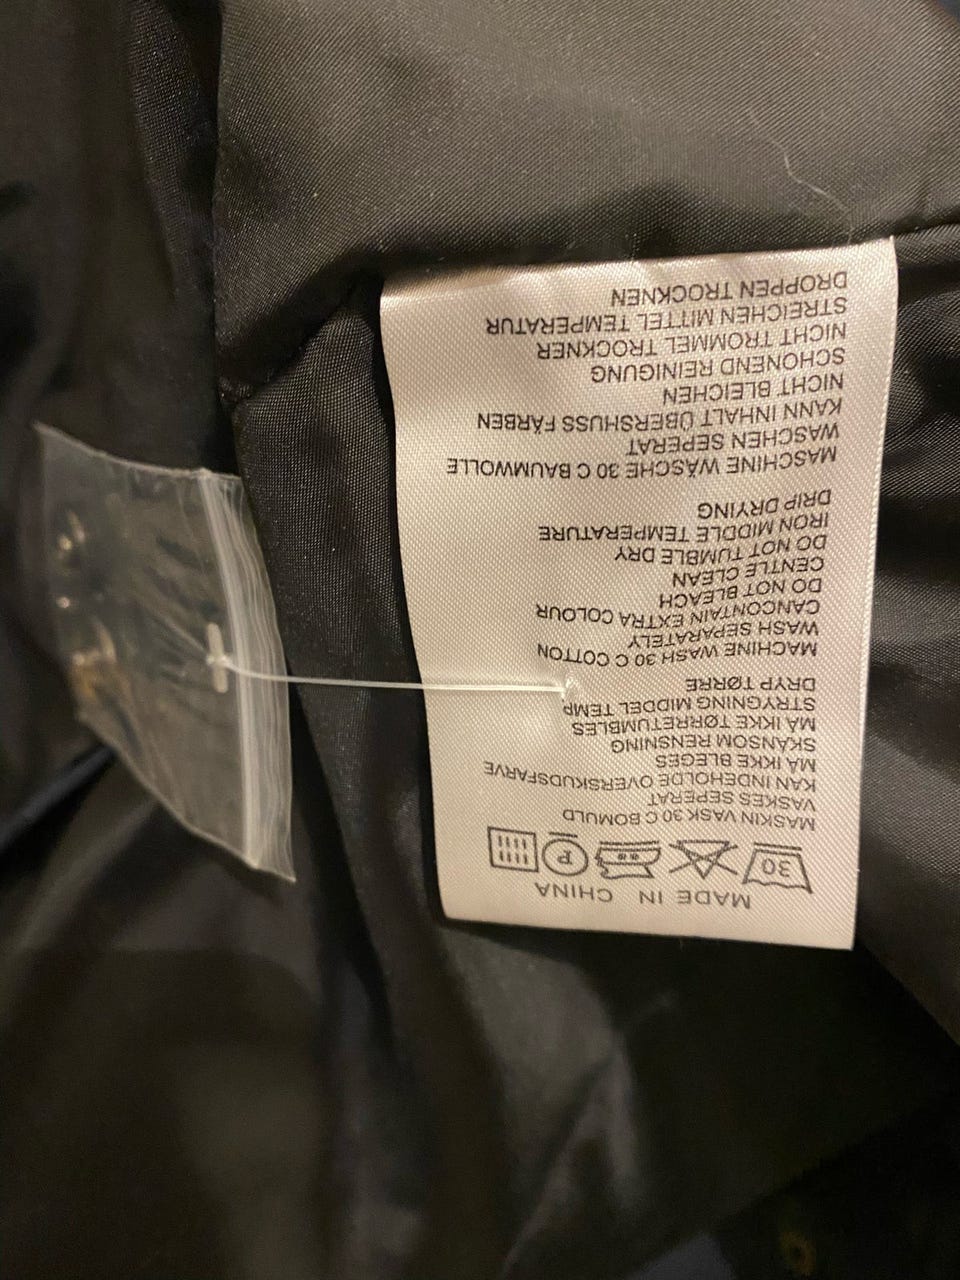 MADE IN CHINA
30
P
MASKIN VASK 30 C BOMULD
VASKES SEPERAT
KAN INDEHOLDE OVERSKUDSFARVE
MA IKKE BLEGES
SKÅNSOM RENSNING
MA IKKE TØRRETUMBLES
STRYGNING MIDDEL TEMP
DRYP TØRRE
MACHINE WASH 30 C COTTON
WASH SEPARATELY
CANCONTAIN EXTRA COLOUR
DO NOT BLEACH
CENTLE CLEAN
DO NOT TUMBLE DRY
IRON MIDDLE TEMPERATURE
DRIP DRYING
MASCHINE WÄSCHE 30 C BAUMWOLLE
WASCHEN SEPERAT
KANN INHALT ÜBERSHUSS FÄRBEN
NICHT BLEICHEN
SCHONEND REINIGUNG
NICHT TROMMEL TROCKNER
STREICHEN MITTEL TEMPERATUR
DROPPEN TROCKNEN